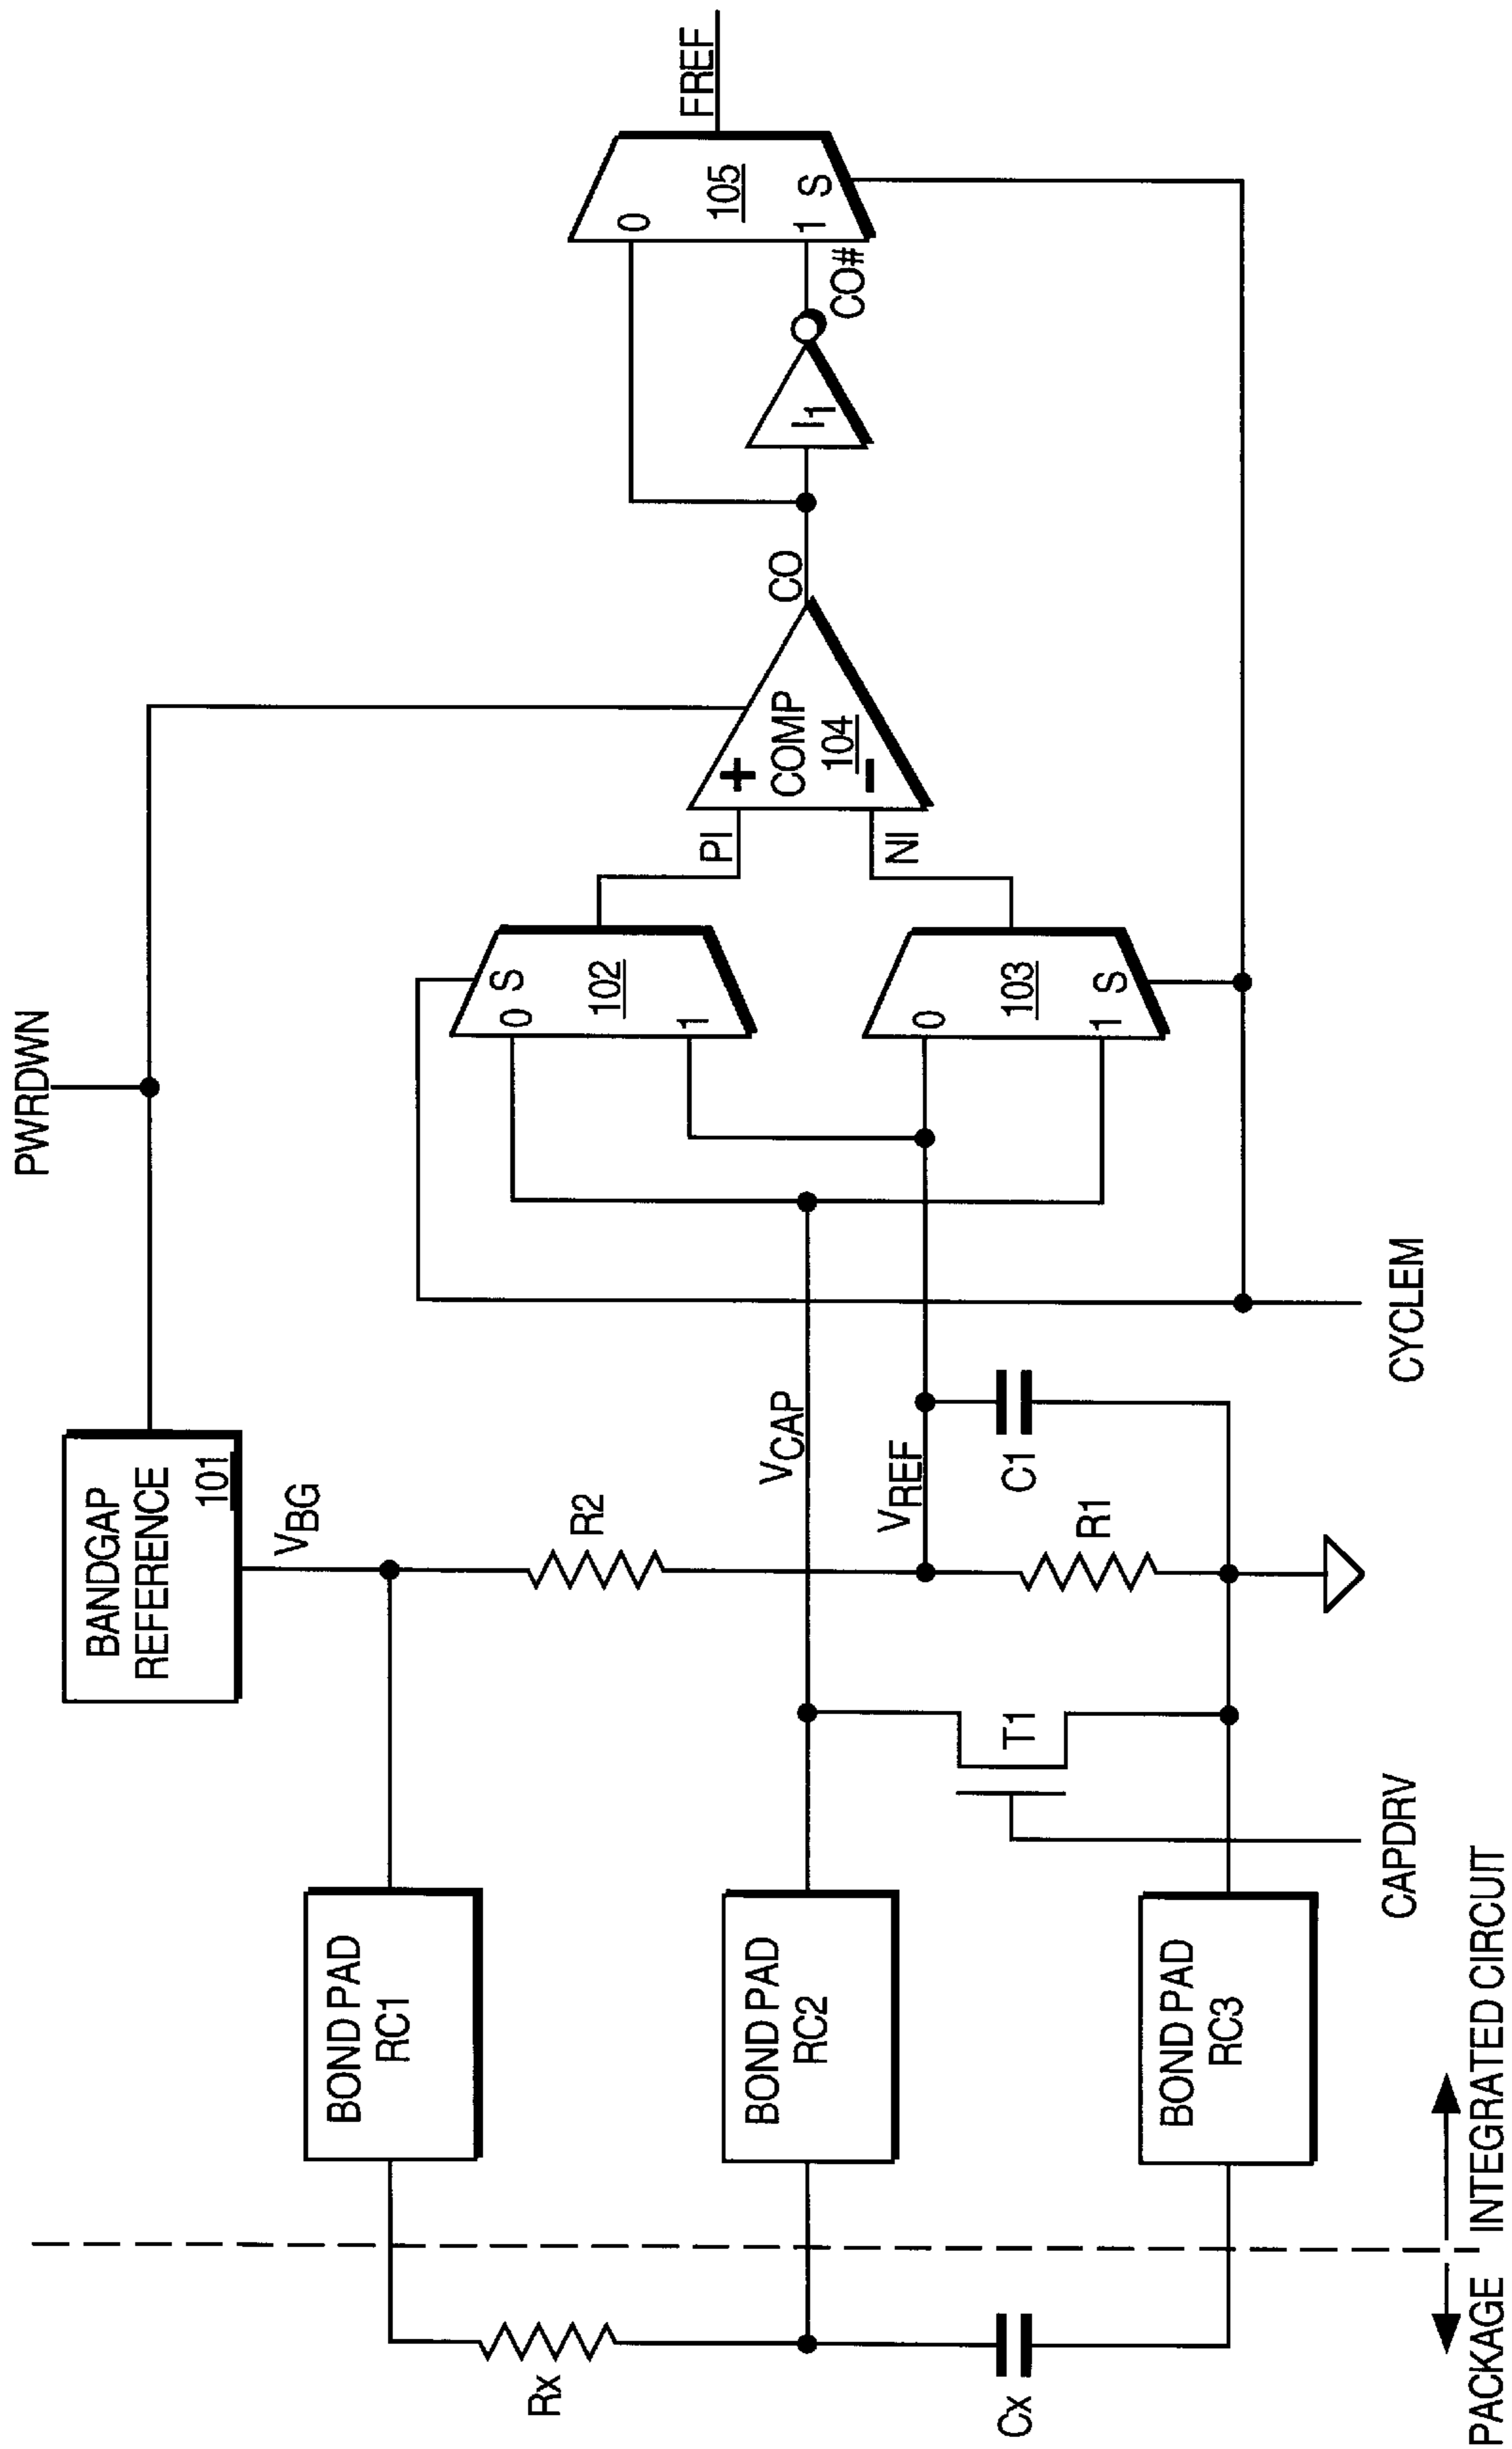 PWRDWN
BANDGAP
REFERENCE
101
VBG
BOND PAD
RC1
Rx
R2
S
0
102
1
PI
+
COMP
104
−
NI
CO
0
105
1 S
FREF
I1
CO#
VCAP
BOND PAD
RC2
VREF
0
103
1
S
C1
R1
T1
Cx
BOND PAD
RC3
CAPDRV
CYCLEM
PACKAGE
INTEGRATED CIRCUIT